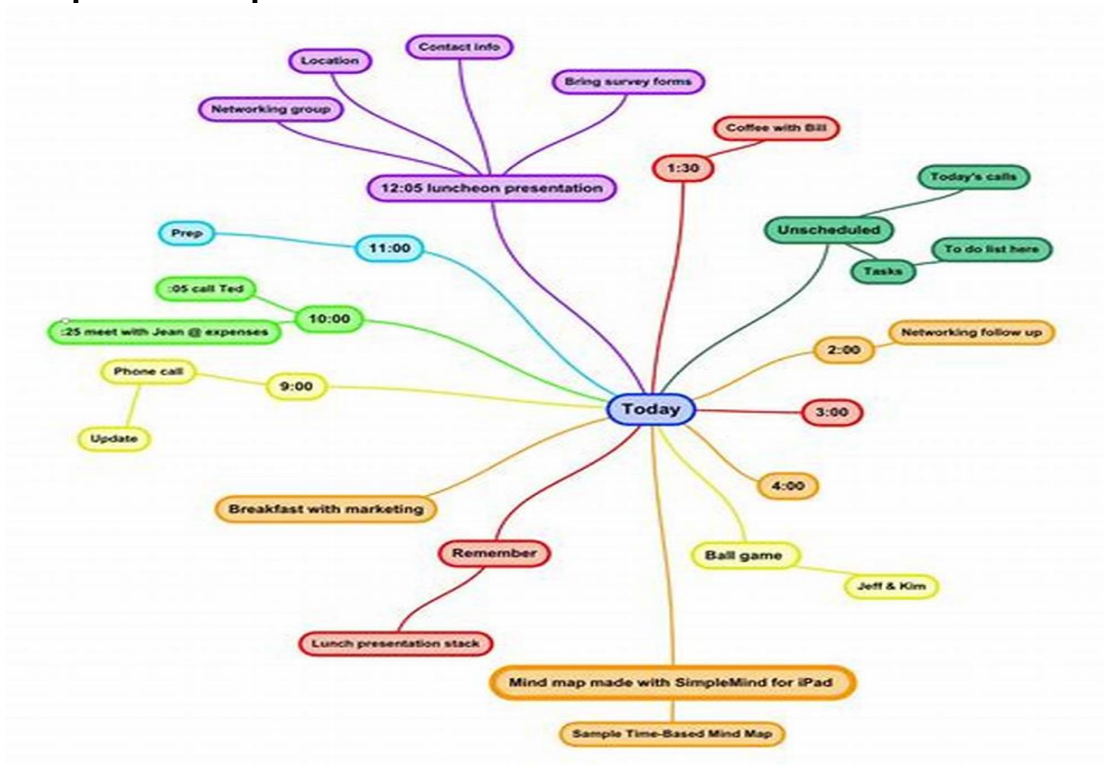 Contact info
Location
Bring survey forms
Networking group
Coffee with Bill
1:30
12:05 luncheon presentation
Today's calls
Unscheduled
To do list here
Tasks
Prep
11:00
:05 call Ted
10:00
:25 meet with Jean @ expenses
Networking follow up
2:00
Phone call
9:00
Today
3:00
Update
4:00
Breakfast with marketing
Remember
Ball game
Jeff & Kim
Lunch presentation stack
Mind map made with SimpleMind for iPad
Sample Time-Based Mind Map